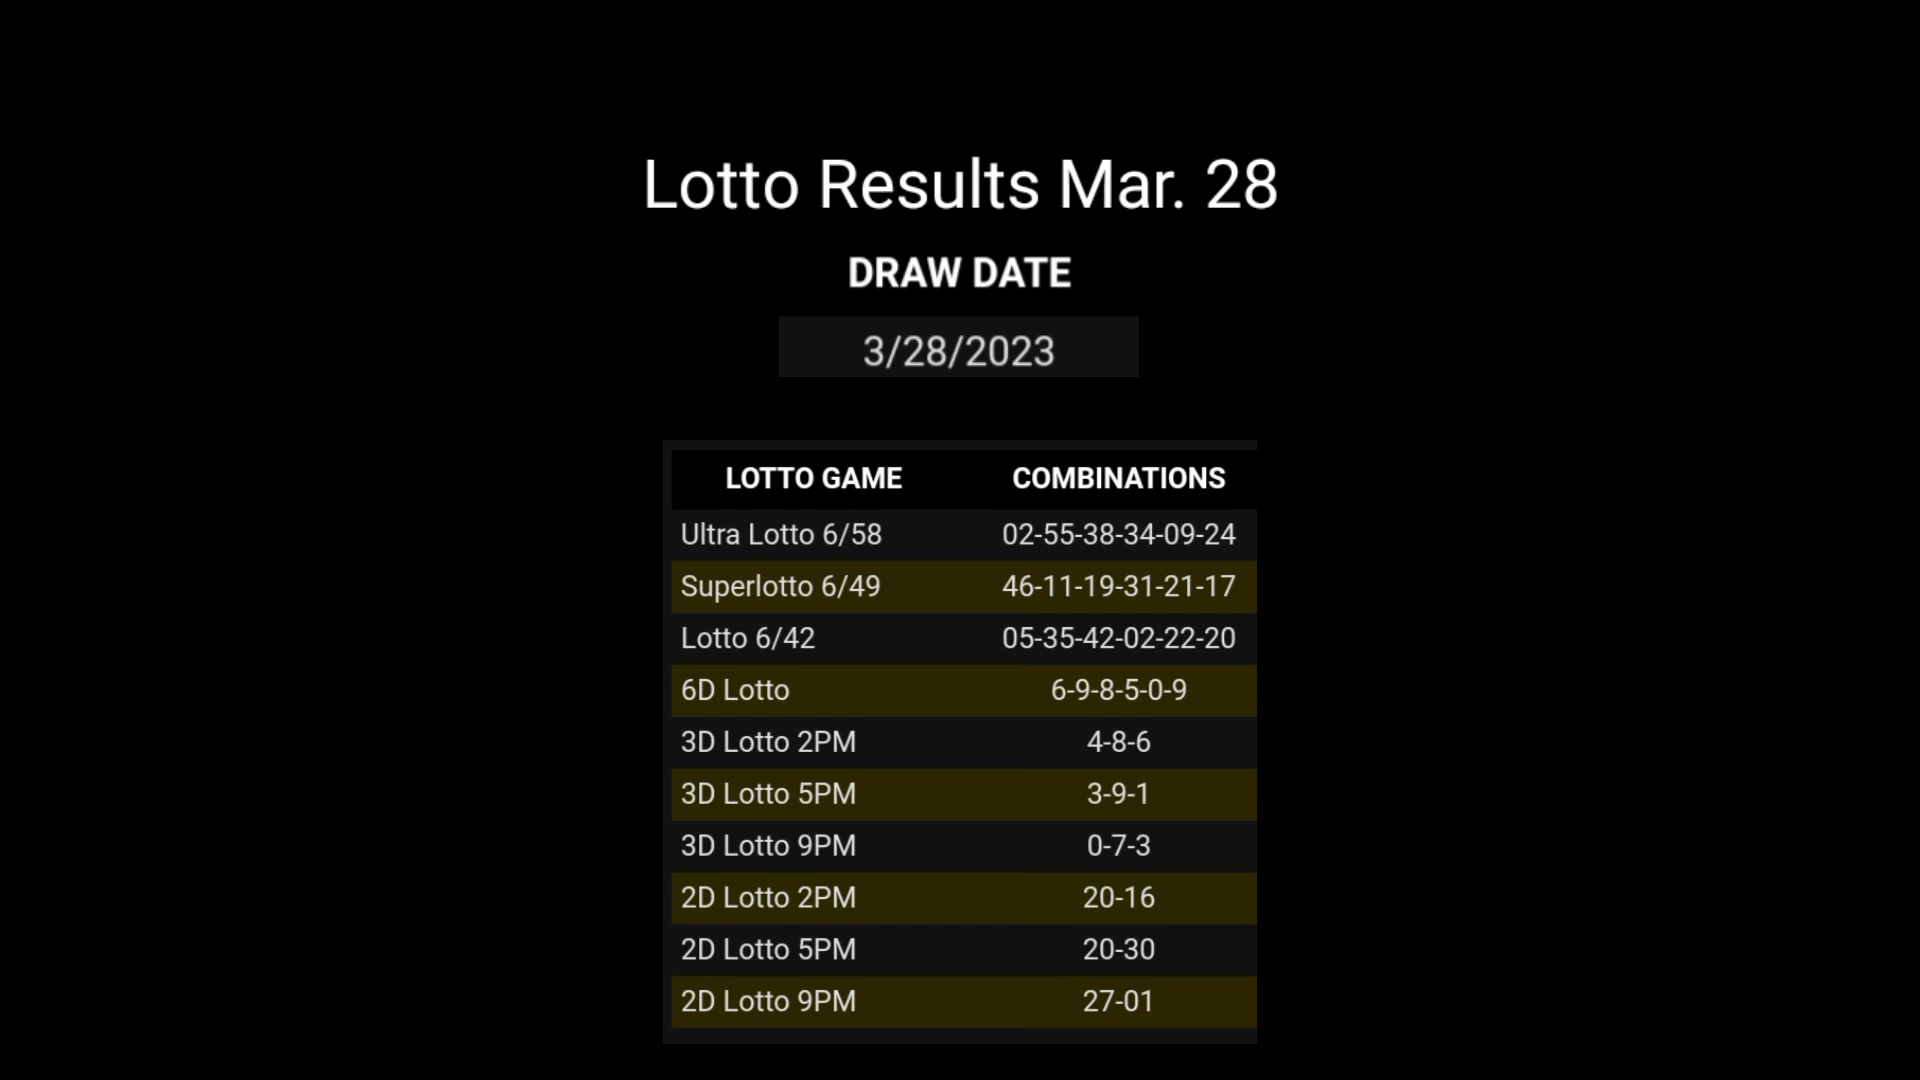 Lotto Results Mar. 28
DRAW DATE
3/28/2023
LOTTO GAME COMBINATIONS
Ultra Lotto 6/58 02-55-38-34-09-24
Superlotto 6/49 46-11-19-31-21-17
Lotto 6/42 05-35-42-02-22-20
6D Lotto 6-9-8-5-0-9
3D Lotto 2PM 4-8-6
3D Lotto 5PM 3-9-1
3D Lotto 9PM 0-7-3
2D Lotto 2PM 20-16
2D Lotto 5PM 20-30
2D Lotto 9PM 27-01